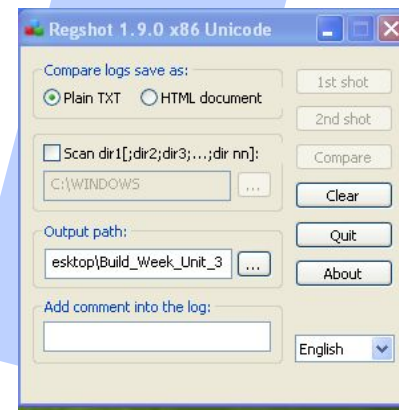 Regshot 1.9.0 x86 Unicode
Compare logs save as:
Plain TXT HTML document
Scan dir1[;dir2;dir3;...;dir nn]:
C:\WINDOWS ...
Output path:
esktop\Build_Week_Unit_3 ...
Add comment into the log:
1st shot
2nd shot
Compare
Clear
Quit
About
English